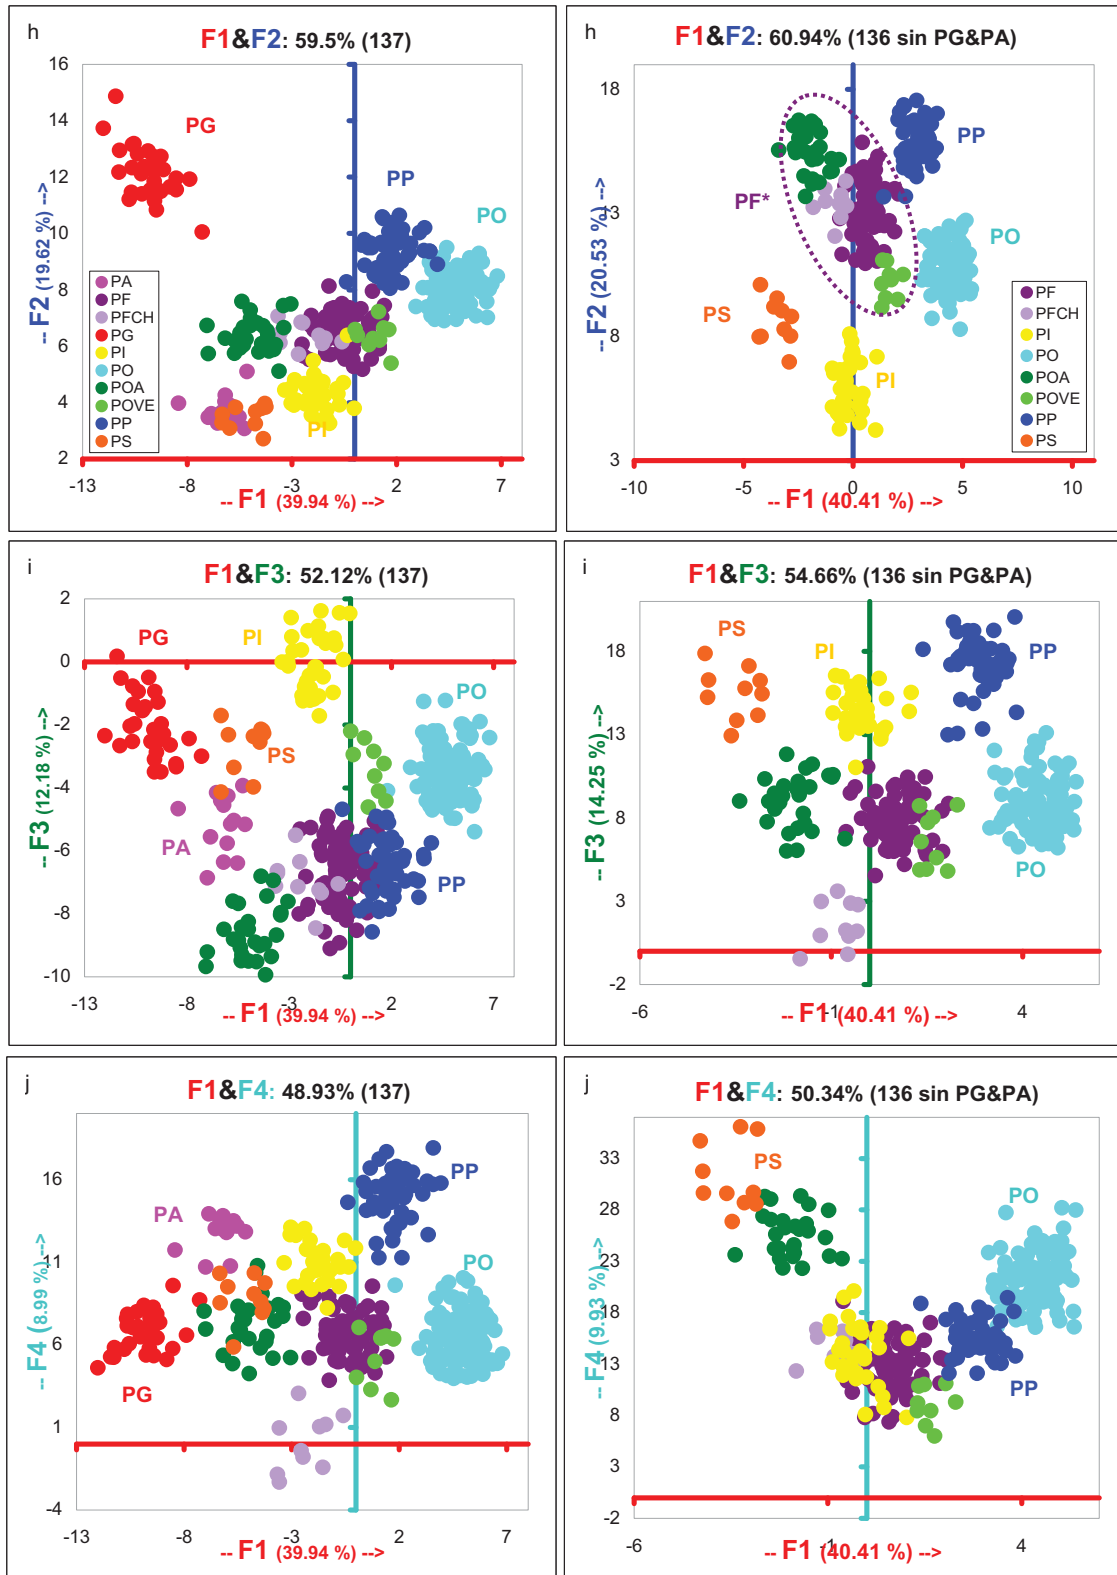 h
F1&F2: 59.5% (137)
16
14
12
10
8
6
4
2
-- F2 (19.62 %) -->
PG
PP
PO
PI
PA
PF
PFCH
PG
PI
PO
POA
POVE
PP
PS
-13
-8
-3
2
7
-- F1 (39.94 %) -->
h
F1&F2: 60.94% (136 sin PG&PA)
18
13
8
3
-- F2 (20.53 %) -->
PP
PF*
PO
PS
PI
PF
PFCH
PI
PO
POA
POVE
PP
PS
-10
-5
0
5
10
-- F1 (40.41 %) -->
i
F1&F3: 52.12% (137)
2
0
-2
-4
-6
-8
-10
-- F3 (12.18 %) -->
PG
PI
PO
PS
PA
PP
-13
-8
-3
2
7
-- F1 (39.94 %) -->
i
F1&F3: 54.66% (136 sin PG&PA)
18
13
8
3
-2
-- F3 (14.25 %) -->
PS
PI
PP
PO
-6
-1
4
-- F1 (40.41 %) -->
j
F1&F4: 48.93% (137)
16
11
6
1
-4
-- F4 (8.99 %)-->
PP
PA
PO
PG
-13
-8
-3
2
7
-- F1 (39.94 %) -->
j
F1&F4: 50.34% (136 sin PG&PA)
33
28
23
18
13
8
3
-2
-- F4 (9.93 %)-->
PS
PO
PP
-6
-1
4
-- F1 (40.41 %) -->